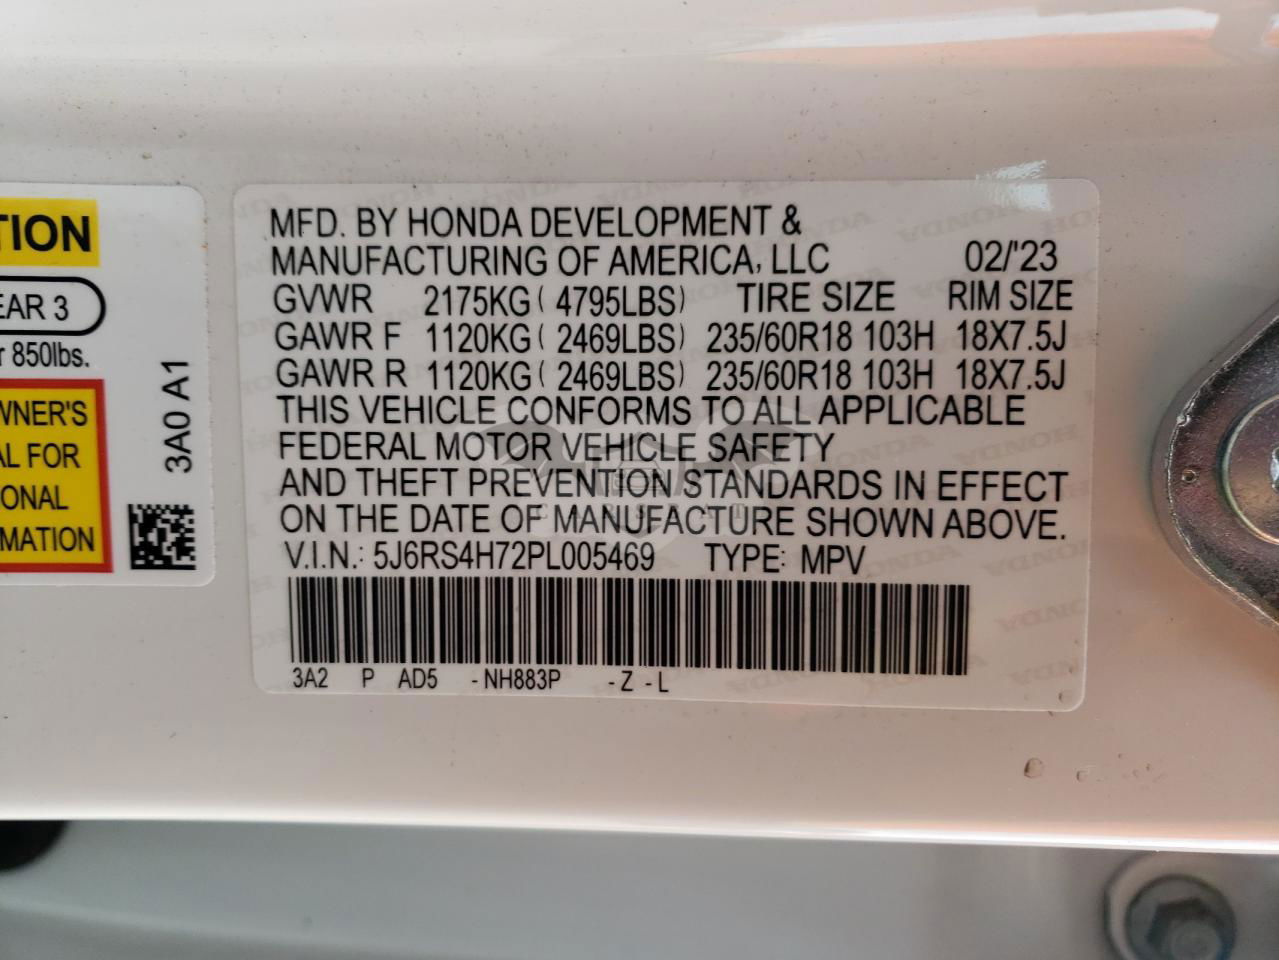 TION
EAR 3
850lbs.
WNER'S
AL FOR
IONAL
MATION
3A0 A1
MFD. BY HONDA DEVELOPMENT &
MANUFACTURING OF AMERICA, LLC 02/'23
GVWR 2175KG ( 4795LBS) TIRE SIZE RIM SIZE
GAWR F 1120KG ( 2469LBS) 235/60R18 103H 18X7.5J
GAWR R 1120KG ( 2469LBS) 235/60R18 103H 18X7.5J
THIS VEHICLE CONFORMS TO ALL APPLICABLE
FEDERAL MOTOR VEHICLE SAFETY
AND THEFT PREVENTION STANDARDS IN EFFECT
ON THE DATE OF MANUFACTURE SHOWN ABOVE.
V.I.N.: 5J6RS4H72PL005469 TYPE: MPV
3A2 P AD5 -NH883P -Z -L